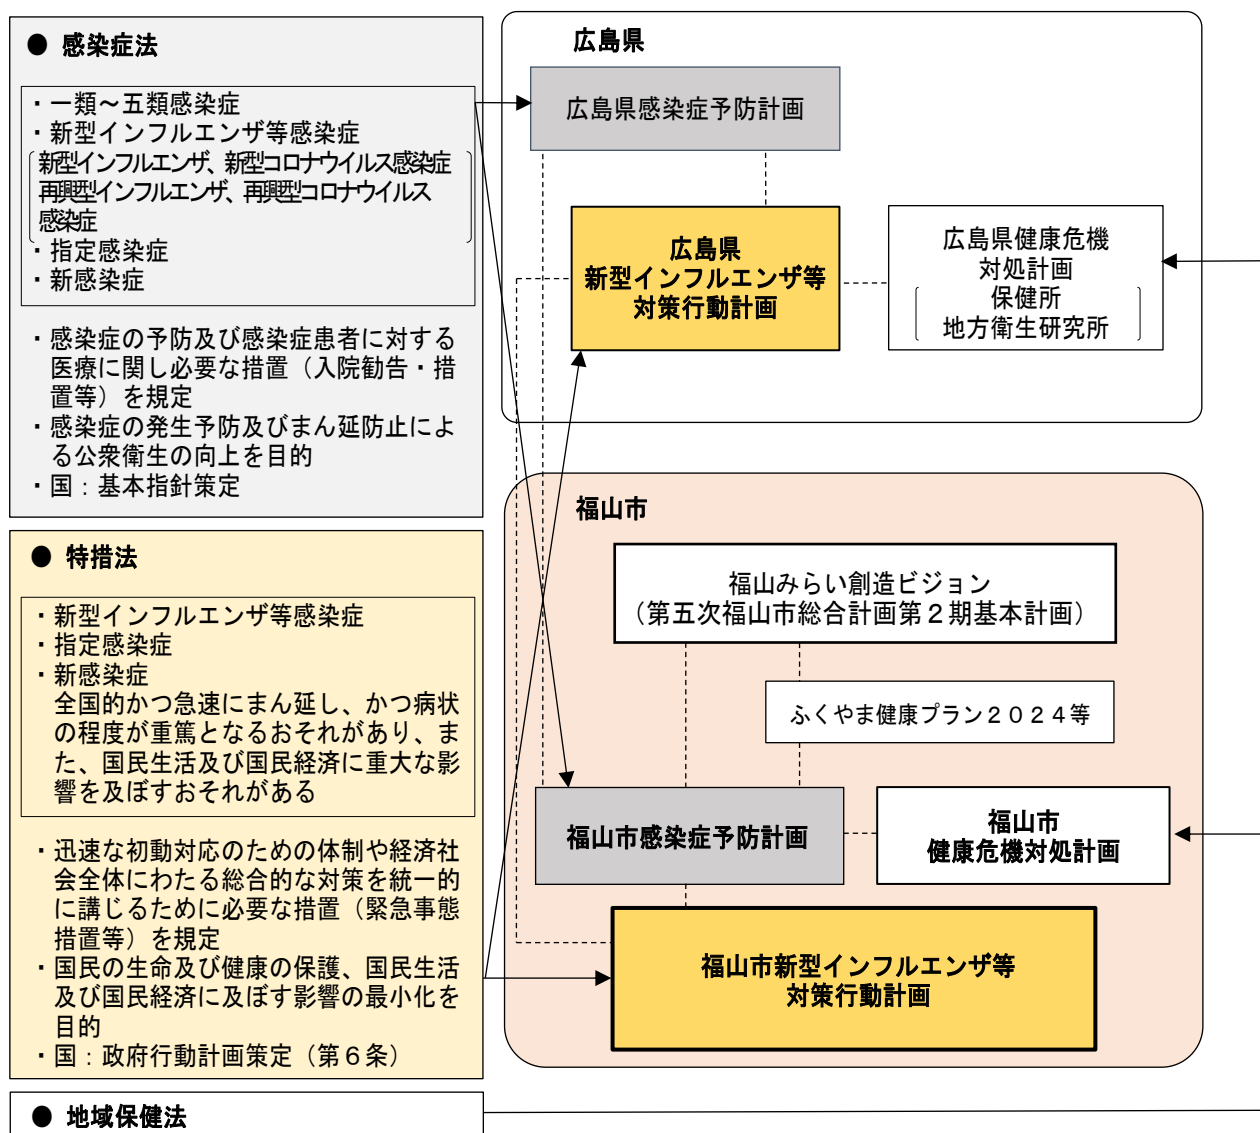 ● 感染症法
・一類～五類感染症
・新型インフルエンザ等感染症
新型インフルエンザ、新型コロナウイルス感染症
再興型インフルエンザ、再興型コロナウイルス
感染症
・指定感染症
・新感染症
・感染症の予防及び感染症患者に対する
医療に関し必要な措置（入院勧告・措
置等）を規定
・感染症の発生予防及びまん延防止によ
る公衆衛生の向上を目的
・国：基本指針策定
● 特措法
・新型インフルエンザ等感染症
・指定感染症
・新感染症
全国的かつ急速にまん延し、かつ病状
の程度が重篤となるおそれがあり、ま
た、国民生活及び国民経済に重大な影
響を及ぼすおそれがある
・迅速な初動対応のための体制や経済社
会全体にわたる総合的な対策を統一的
に講じるために必要な措置（緊急事態
措置等）を規定
・国民の生命及び健康の保護、国民生活
及び国民経済に及ぼす影響の最小化を
目的
・国：政府行動計画策定（第６条）
● 地域保健法
広島県
広島県感染症予防計画
広島県
新型インフルエンザ等
対策行動計画
広島県健康危機
対処計画
保健所
地方衛生研究所
福山市
福山みらい創造ビジョン
（第五次福山市総合計画第２期基本計画）
ふくやま健康プラン２０２４等
福山市感染症予防計画
福山市
健康危機対処計画
福山市新型インフルエンザ等
対策行動計画